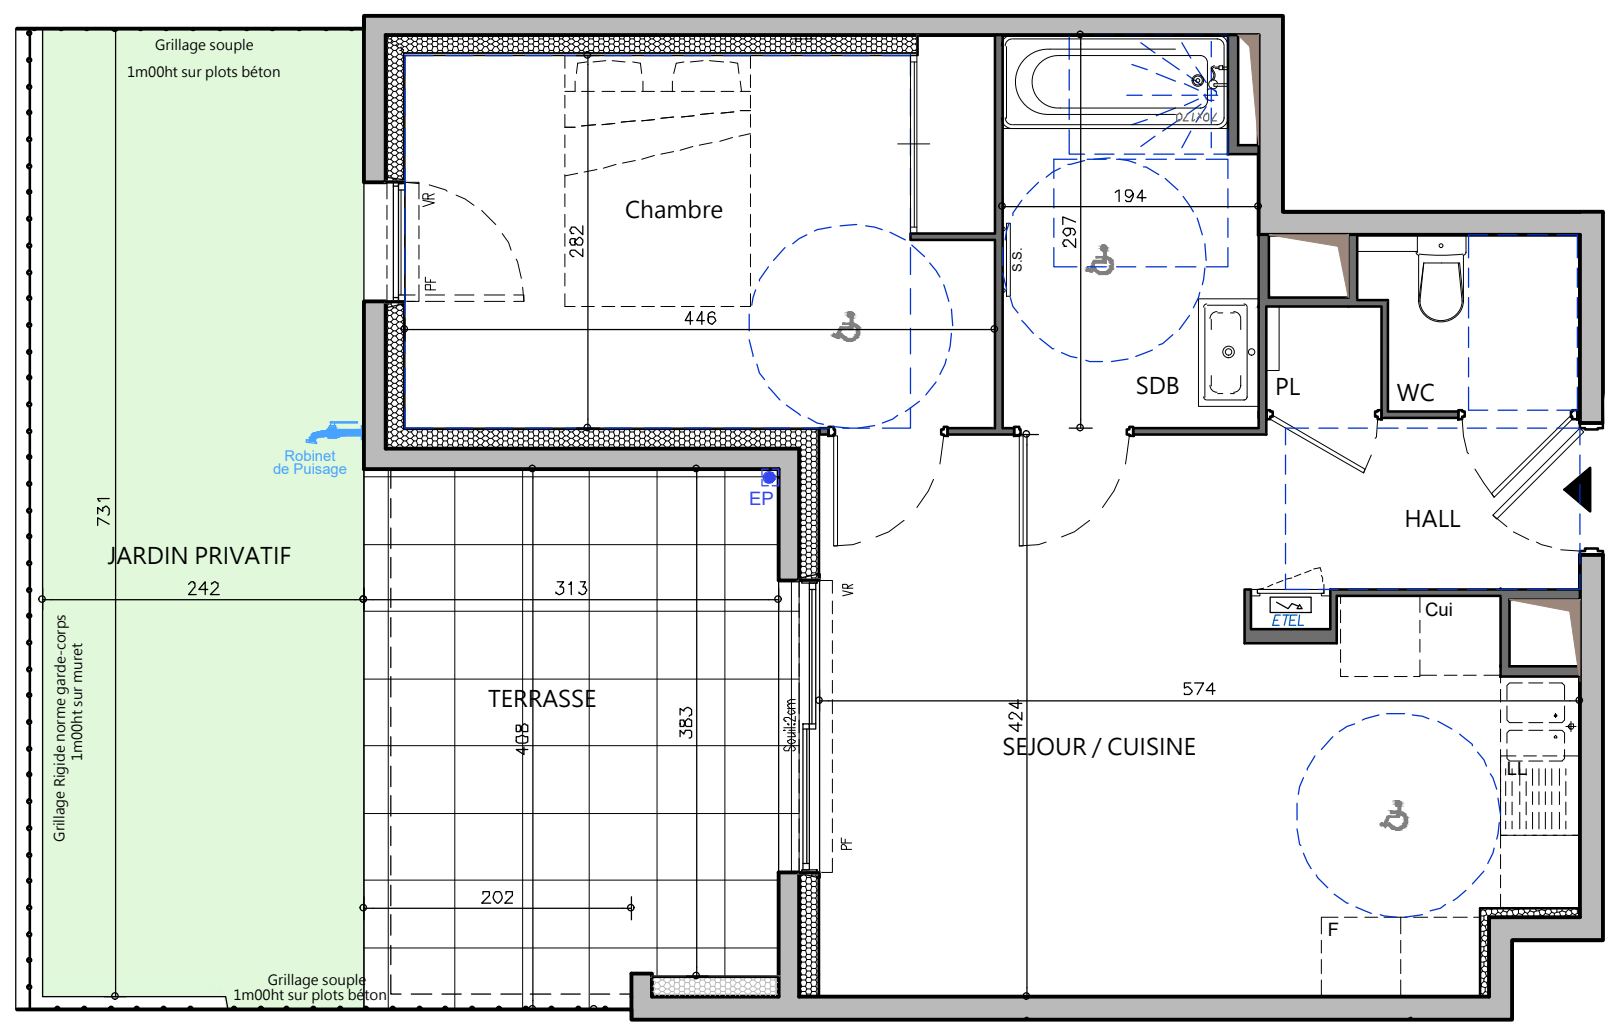 Grillage souple
1m00ht sur plots béton
70x170
VR
Chambre
194
282
297
S.S.
PF
446
SDB
PL
WC
Robinet
de Puisage
EP
731
HALL
JARDIN PRIVATIF
242
313
VR
Cui
ETEL
Grillage Rigide norme garde-corps
1m00ht sur muret
TERRASSE
408
383
Seuil:2cm
574
424
SEJOUR / CUISINE
LL
PF
202
F
Grillage souple
1m00ht sur plots béton